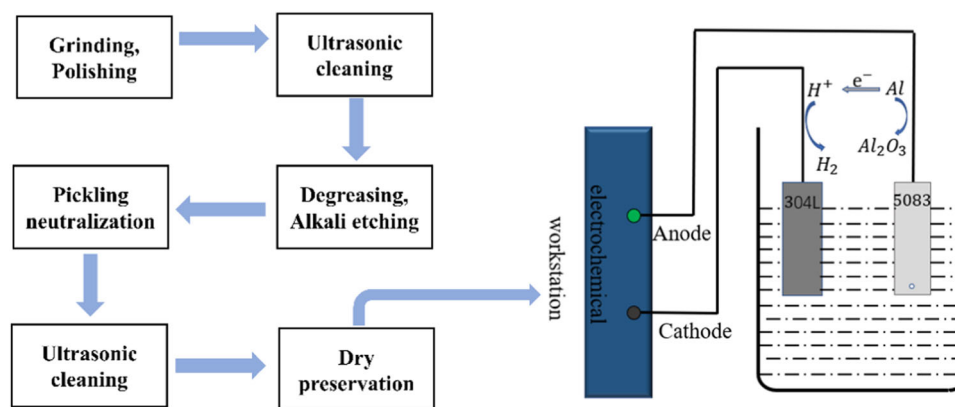 Grinding,
Polishing
Ultrasonic
cleaning
Pickling
neutralization
Degreasing,
Alkali etching
Ultrasonic
cleaning
Dry
preservation
electrochemical
workstation
Anode
Cathode
H⁺
e⁻
Al
H₂
Al₂O₃
304L
5083